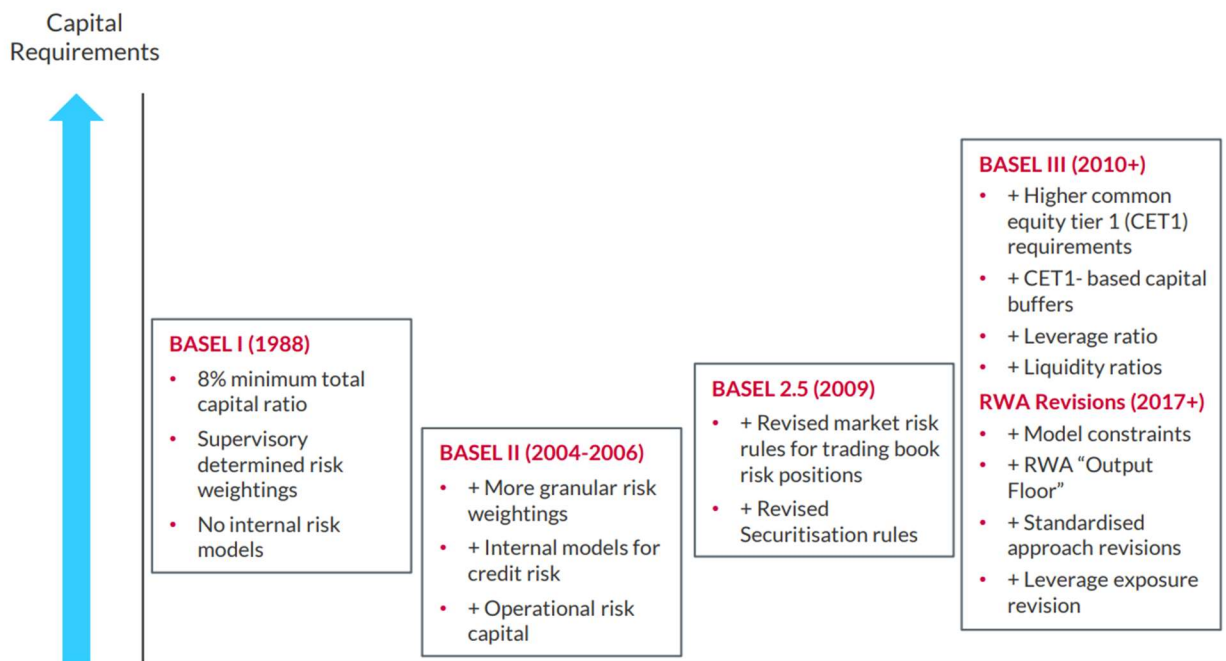 Capital
Requirements
BASEL I (1988)
• 8% minimum total
capital ratio
• Supervisory
determined risk
weightings
• No internal risk
models
BASEL II (2004-2006)
• + More granular risk
weightings
• + Internal models for
credit risk
• + Operational risk
capital
BASEL 2.5 (2009)
• + Revised market risk
rules for trading book
risk positions
• + Revised
Securitisation rules
BASEL III (2010+)
• + Higher common
equity tier 1 (CET1)
requirements
• + CET1- based capital
buffers
• + Leverage ratio
• + Liquidity ratios
RWA Revisions (2017+)
• + Model constraints
• + RWA “Output
Floor”
• + Standardised
approach revisions
• + Leverage exposure
revision